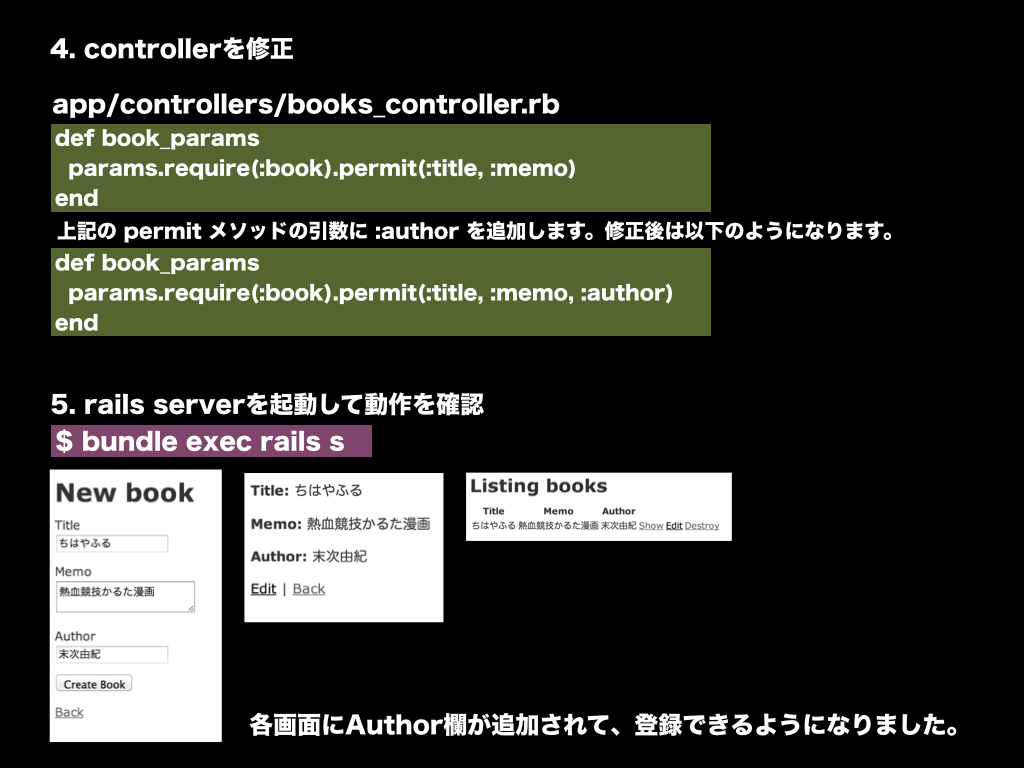 4. controllerを修正
app/controllers/books_controller.rb
def book_params
params.require(:book).permit(:title, :memo)
end
上記の permit メソッドの引数に :author を追加します。修正後は以下のようになります。
def book_params
params.require(:book).permit(:title, :memo, :author)
end
5. rails serverを起動して動作を確認
$ bundle exec rails s
New book
Title
ちはやふる
Memo
熱血競技かるた漫画
Author
末次由紀
Create Book
Back
Title: ちはやふる
Memo: 熱血競技かるた漫画
Author: 末次由紀
Edit | Back
Listing books
Title Memo Author
ちはやふる 熱血競技かるた漫画 末次由紀 Show Edit Destroy
各画面にAuthor欄が追加されて、登録できるようになりました。